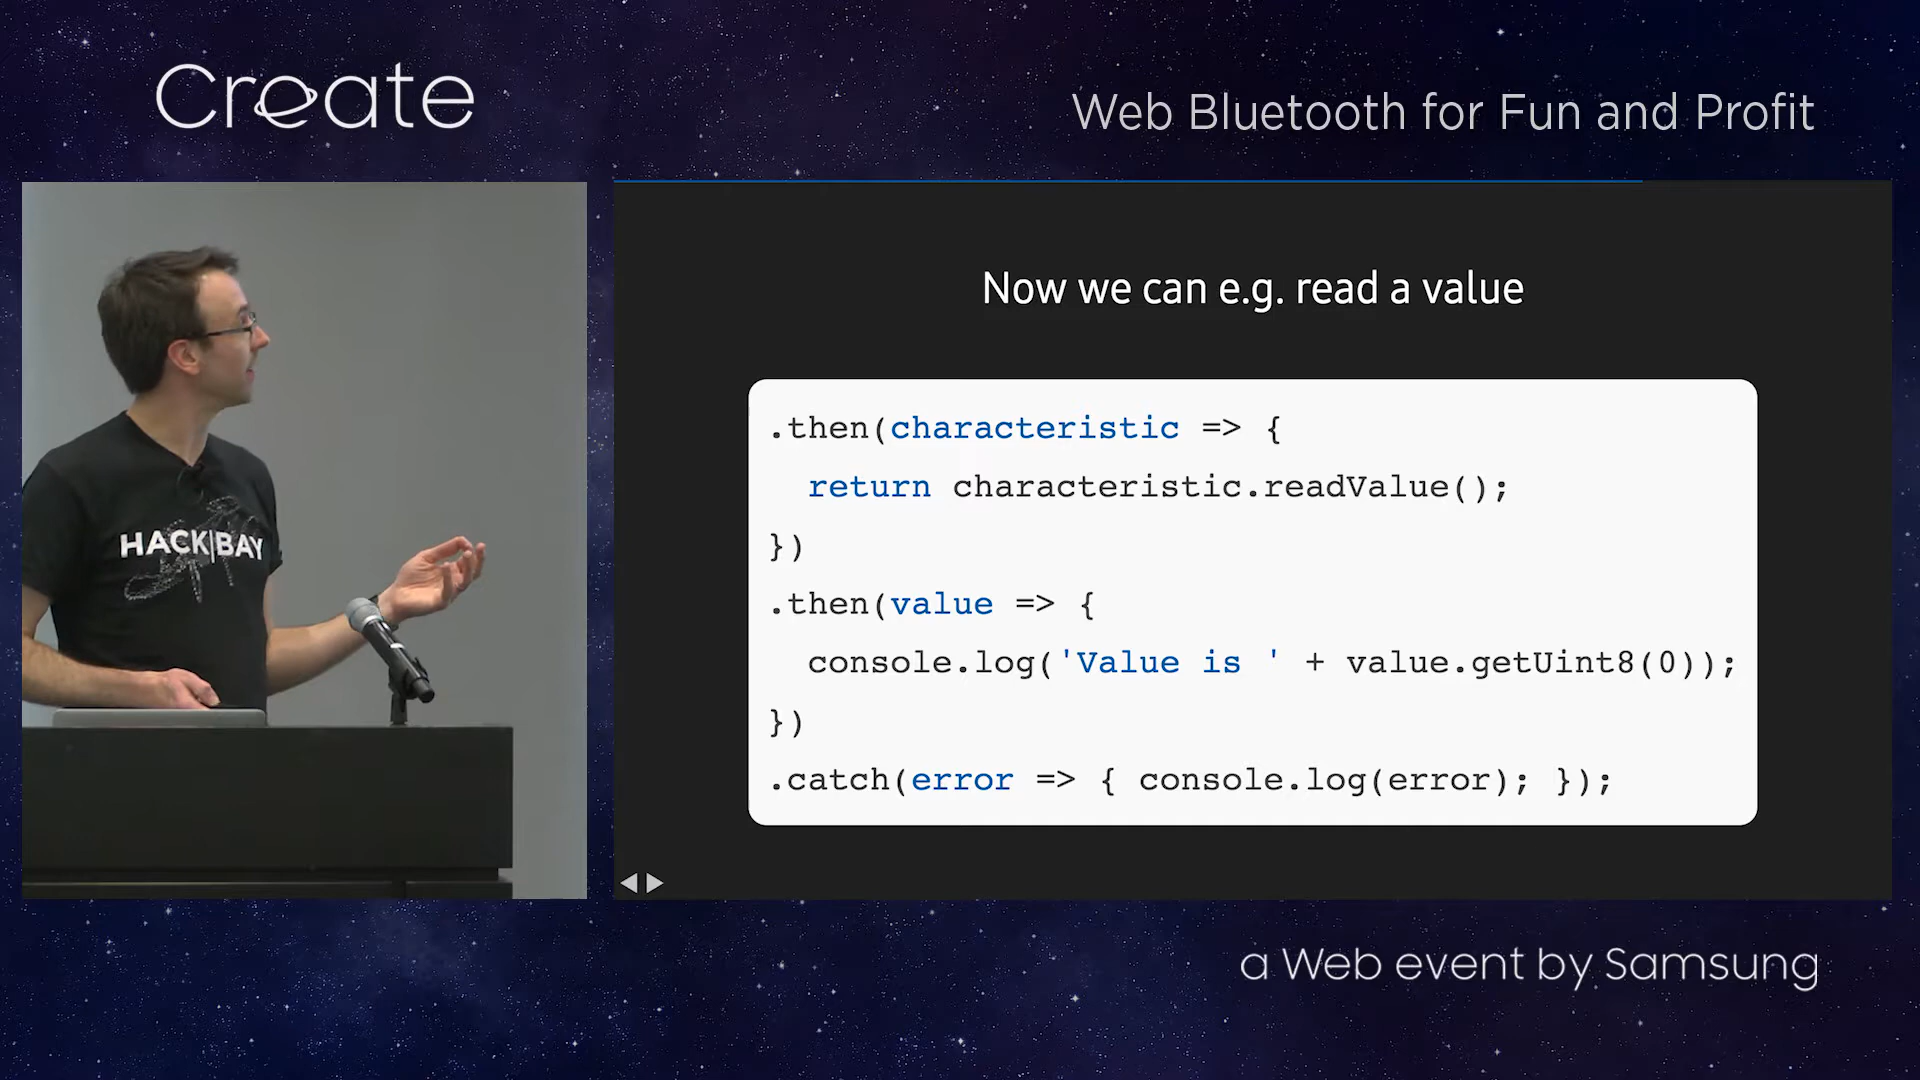 Create
Web Bluetooth for Fun and Profit
HACK|BAY
Now we can e.g. read a value
.then(characteristic => {
  return characteristic.readValue();
})
.then(value => {
  console.log('Value is ' + value.getUint8(0));
})
.catch(error => { console.log(error); });
a Web event by Samsung